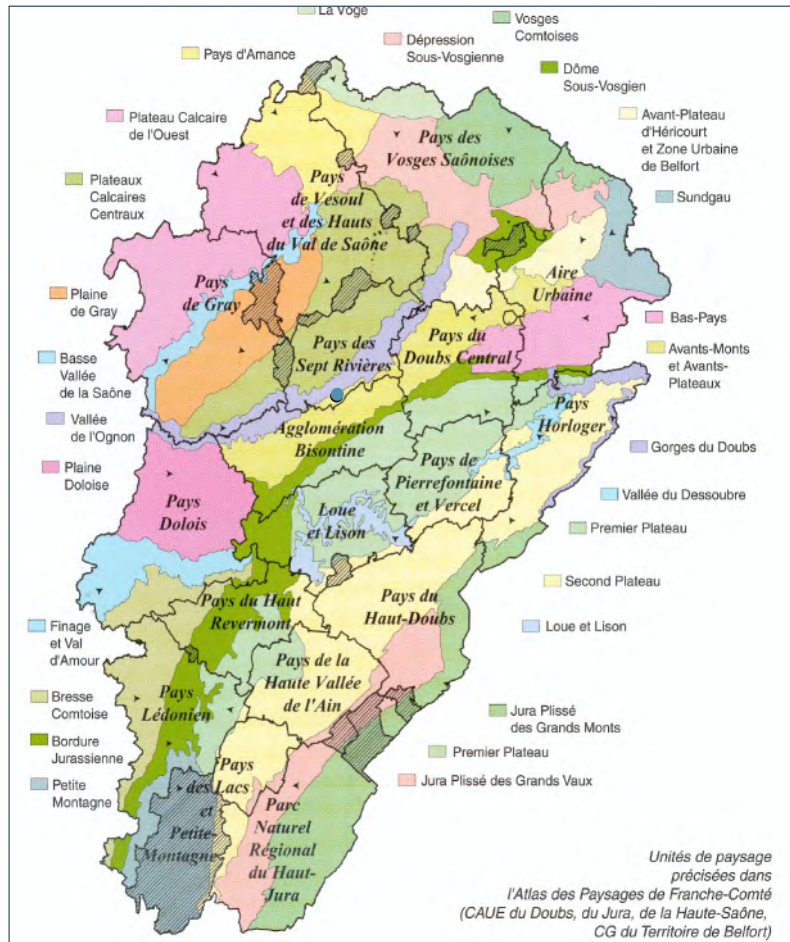 La Voge
Vosges
Comtoises
Dépression
Sous-Vosgienne
Pays d'Amance
Dôme
Sous-Vosgien
Plateau Calcaire
de l'Ouest
Avant-Plateau
d'Héricourt
et Zone Urbaine
de Belfort
Plateaux
Calcaires
Centraux
Sundgau
Pays des
Vosges Saônoises
Pays
de Vesoul
et des Hauts
du Val de Saône
Aire
Urbaine
Plaine
de Gray
Pays
de Gray
Bas-Pays
Pays des
Sept Rivières
Pays du
Doubs Central
Avants-Monts
et Avants-
Plateaux
Basse
Vallée
de la Saône
Vallée
de l'Ognon
Agglomération
Bisontine
Pays
Horloger
Gorges du Doubs
Plaine
Doloise
Pays
Dolois
Pays de
Pierrefontaine
et Vercel
Vallée du Dessoubre
Loue
et Lison
Premier Plateau
Second Plateau
Pays du Haut
Revermont
Pays du
Haut-Doubs
Loue et Lison
Finage
et Val
d'Amour
Pays de la
Haute Vallée
de l'Ain
Bresse
Comtoise
Pays
Lédonien
Jura Plissé
des Grands Monts
Bordure
Jurassienne
Premier Plateau
Petite
Montagne
Pays
des Lacs
et
Petite-
Montagne
Jura Plissé des Grands Vaux
Parc
Naturel
Régional
du Haut-
Jura
Unités de paysage
précisées dans
l'Atlas des Paysages de Franche-Comté
(CAUE du Doubs, du Jura, de la Haute-Saône,
CG du Territoire de Belfort)